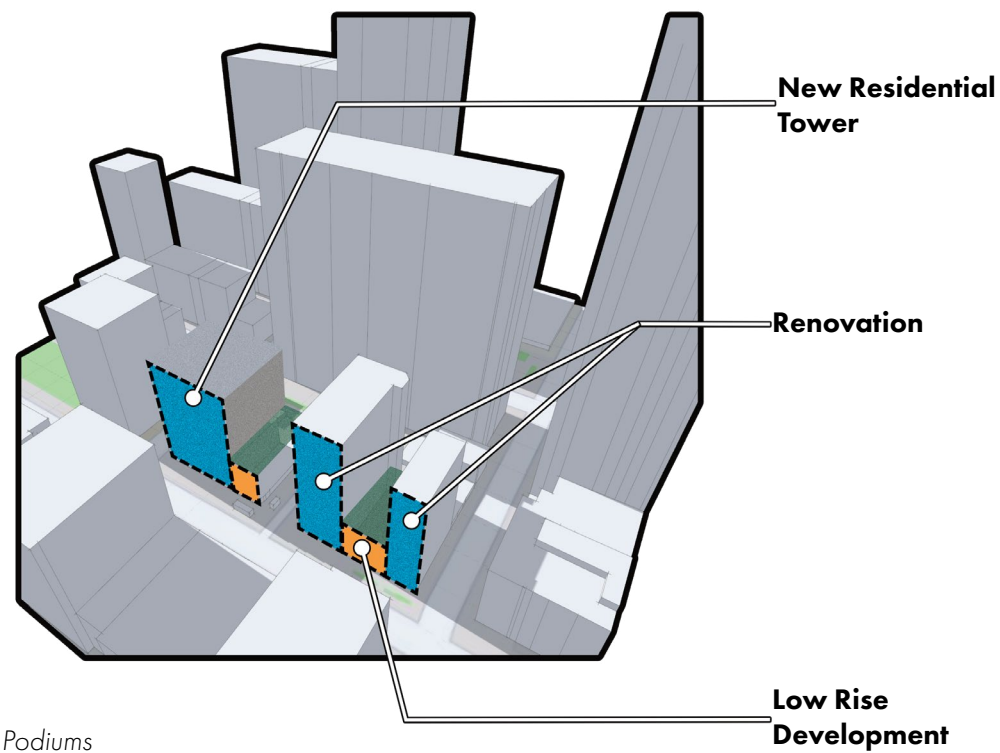 New Residential
Tower
Renovation
Low Rise
Development
Podiums